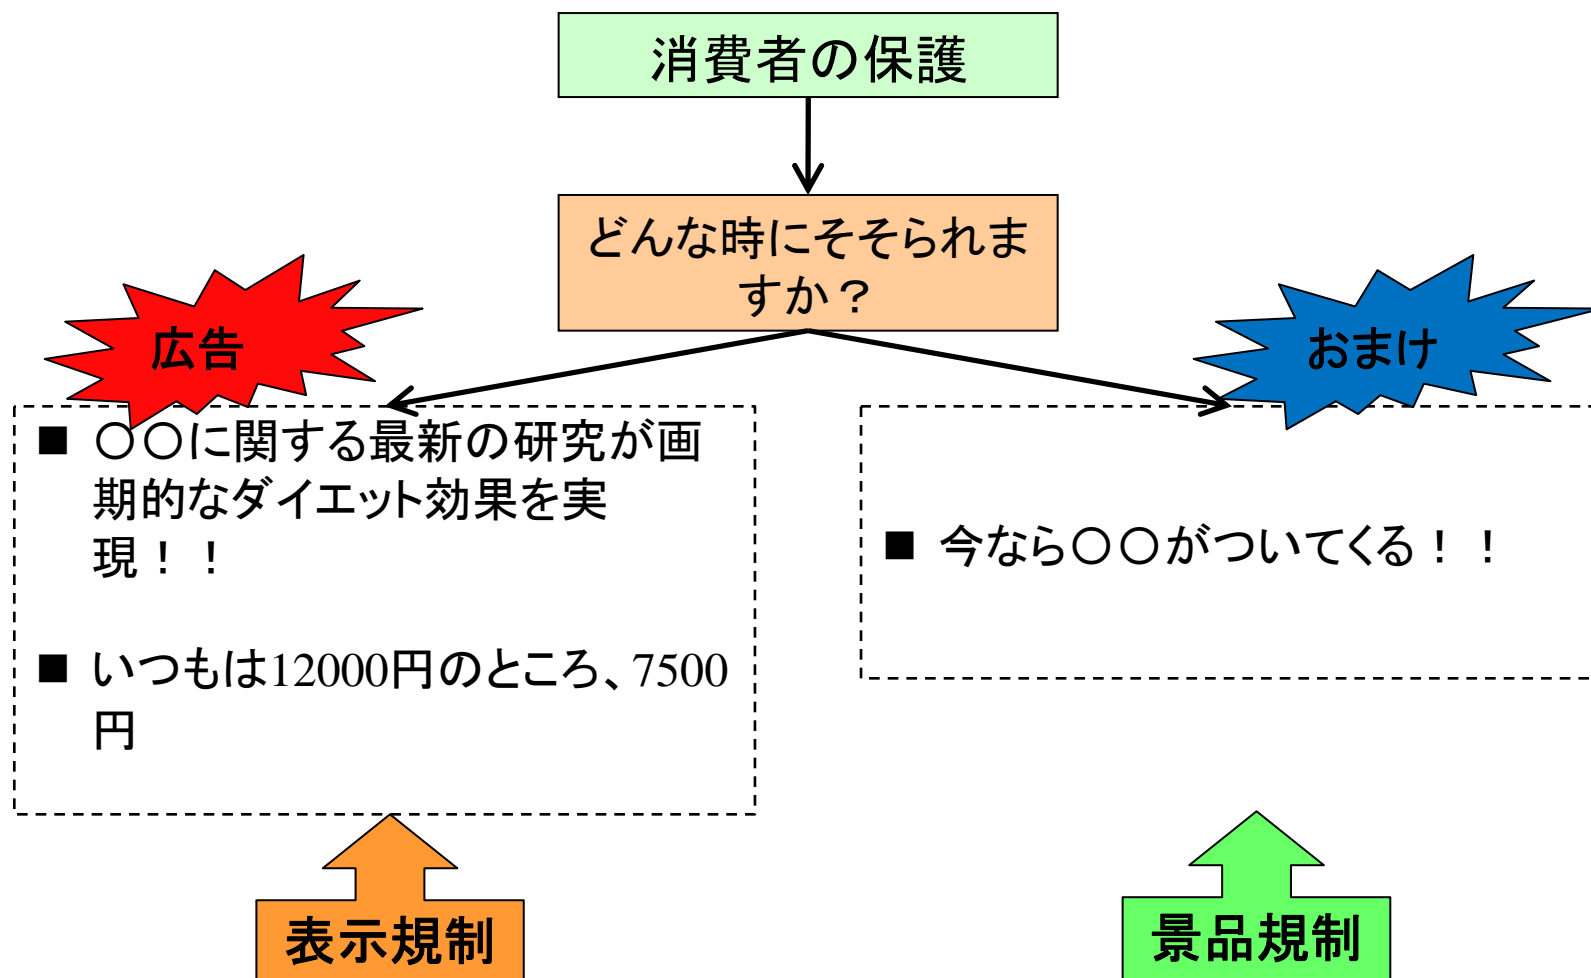 消費者の保護
どんな時にそそられま
すか？
広告
おまけ
■ 〇〇に関する最新の研究が画
期的なダイエット効果を実
現！！
■ いつもは12000円のところ、7500
円
■ 今なら〇〇がついてくる！！
表示規制
景品規制